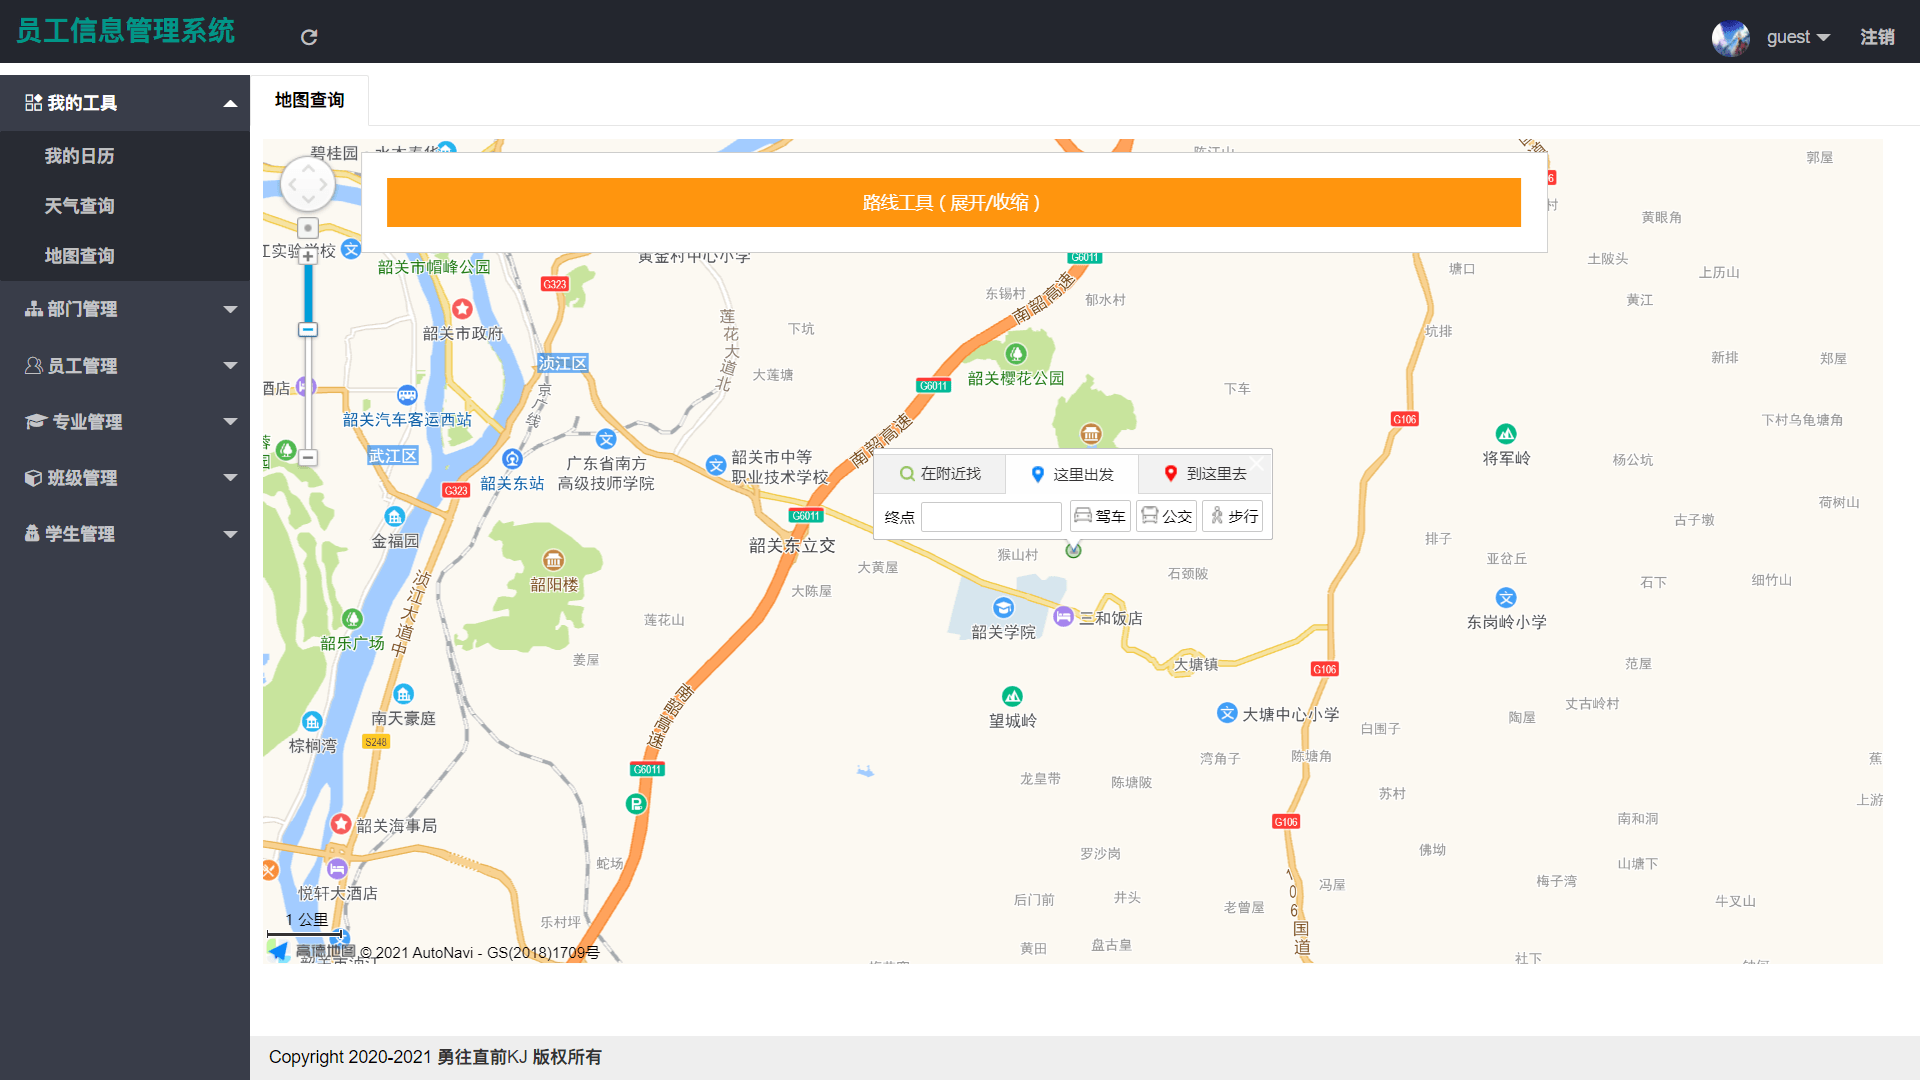 员工信息管理系统
guest
注销
我的工具
我的日历
天气查询
地图查询
部门管理
员工管理
专业管理
班级管理
学生管理
地图查询
路线工具 ( 展开/收缩 )
碧桂园
陈江山
郭屋
G323
韶关市帽峰公园
黄金村中心小学
G6011
黄眼角
土陂头
上历山
塘口
东锡村
郁水村
南韶高速
黄江
韶关市政府
莲花大道北
下坑
坑排
新排
郑屋
浈江区
大莲塘
韶关樱花公园
G6011
下车
酒店
京广线
韶关汽车客运西站
G106
下村乌龟塘角
武江区
南韶高速
将军岭
杨公坑
韶关东站
广东省南方
高级技师学院
韶关市中等
职业技术学校
G323
在附近找
这里出发
到这里去
终点
驾车
公交
步行
荷树山
古子墩
金福园
G6011
韶关东立交
猴山村
排子
亚岔丘
大黄屋
石颈陂
石下
细竹山
韶阳楼
大陈屋
浈江大道中
莲花山
韶关学院
三和饭店
东岗岭小学
韶乐广场
姜屋
大塘镇
G106
范屋
南天豪庭
南韶高速
望城岭
大塘中心小学
丈古岭村
陶屋
白围子
棕榈湾
S248
湾角子
陈塘角
蕉
G6011
龙皇带
陈塘陂
苏村
上游
韶关海事局
G106
南和洞
罗沙岗
佛坳
山塘下
蛇场
悦轩大酒店
冯屋
梅子湾
后门前
井头
老曾屋
牛叉山
106国道
1 公里
乐村坪
黄田
盘古皇
社下
高德地图 © 2021 AutoNavi - GS(2018)1709号
Copyright 2020-2021 勇往直前KJ 版权所有